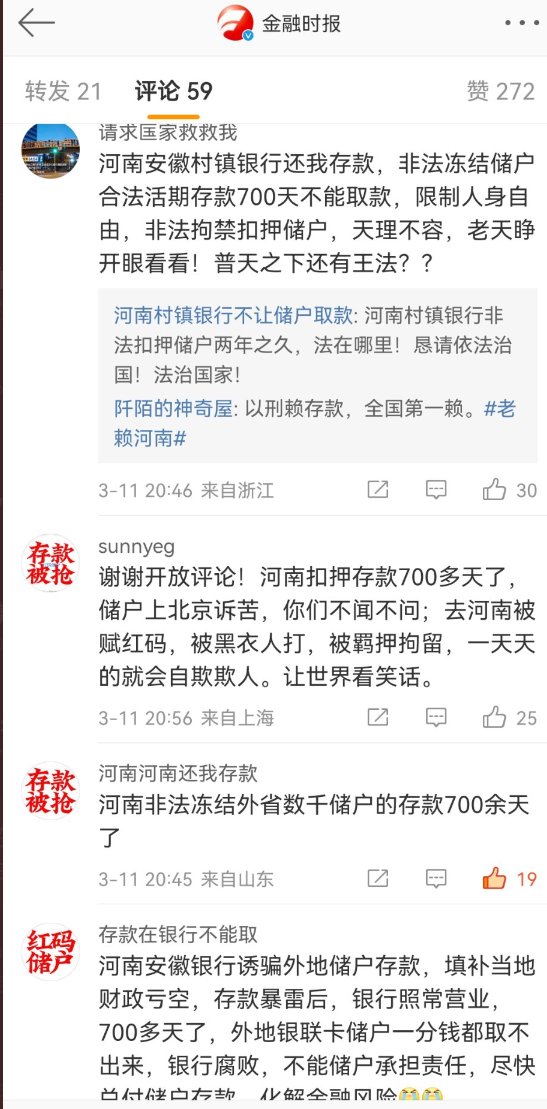 金融时报
转发 21 评论 59 赞 272
请求国家救救我
河南安徽村镇银行还我存款，非法冻结储户
合法活期存款700天不能取款，限制人身自
由，非法拘禁扣押储户，天理不容，老天睁
开眼看看！普天之下还有王法？？
河南村镇银行不让储户取款: 河南村镇银行非
法扣押储户两年之久，法在哪里！恳请依法治
国！法治国家！
阡陌的神奇屋: 以刑赖存款，全国第一赖。#老
赖河南#
3-11 20:46 来自浙江 30
存款
被抢
sunnyeg
谢谢开放评论！河南扣押存款700多天了，
储户上北京诉苦，你们不闻不问；去河南被
赋红码，被黑衣人打，被羁押拘留，一天天
的就会自欺欺人。让世界看笑话。
3-11 20:56 来自上海 25
存款
被抢
河南河南还我存款
河南非法冻结外省数千储户的存款700余天
了
3-11 20:45 来自山东 19
红码
储户
存款在银行不能取
河南安徽银行诱骗外地储户存款，填补当地
财政亏空，存款暴雷后，银行照常营业，
700多天了，外地银联卡储户一分钱都取不
出来，银行腐败，不能储户承担责任，尽快
总付储户存款，化解金融风险😭😭